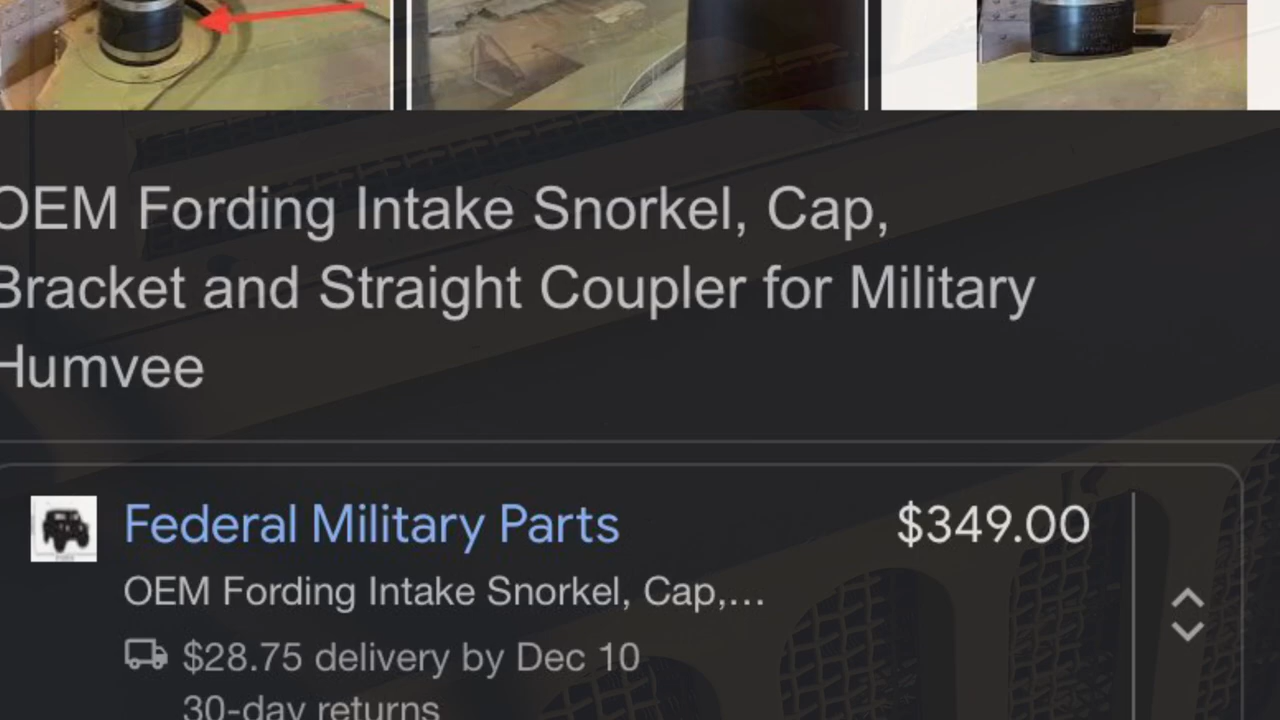 OEM Fording Intake Snorkel, Cap,
Bracket and Straight Coupler for Military
Humvee
Federal Military Parts
$349.00
OEM Fording Intake Snorkel, Cap,...
$28.75 delivery by Dec 10
30-day returns